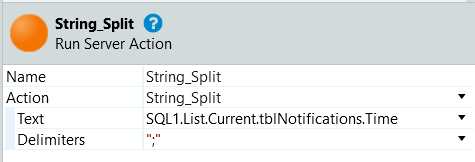 String_Split ?
Run Server Action
Name String_Split
Action String_Split
Text SQL1.List.Current.tblNotifications.Time
Delimiters ";"